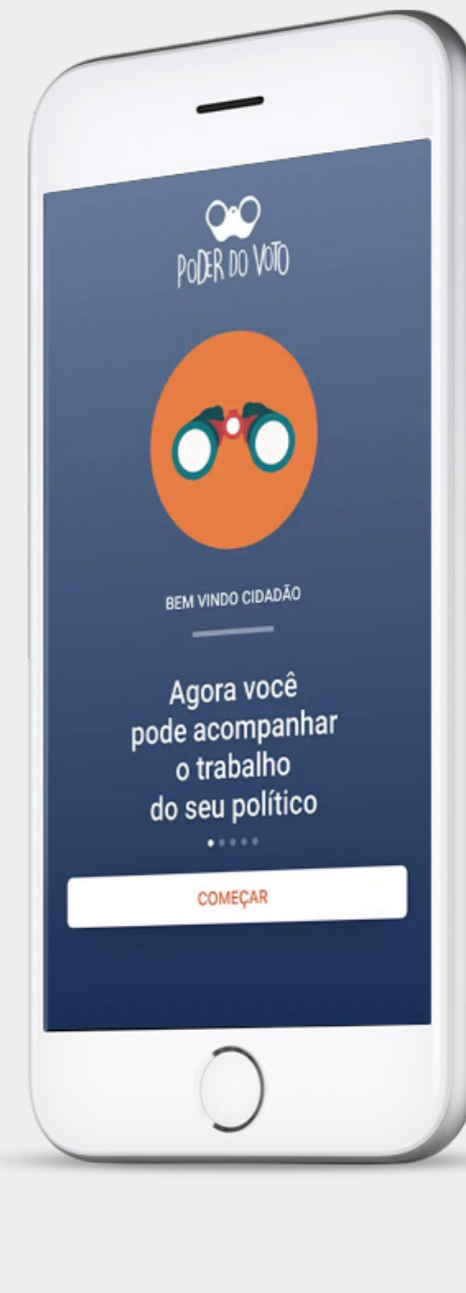 PODER DO VOTO
BEM VINDO CIDADÃO
Agora você
pode acompanhar
o trabalho
do seu político
COMEÇAR